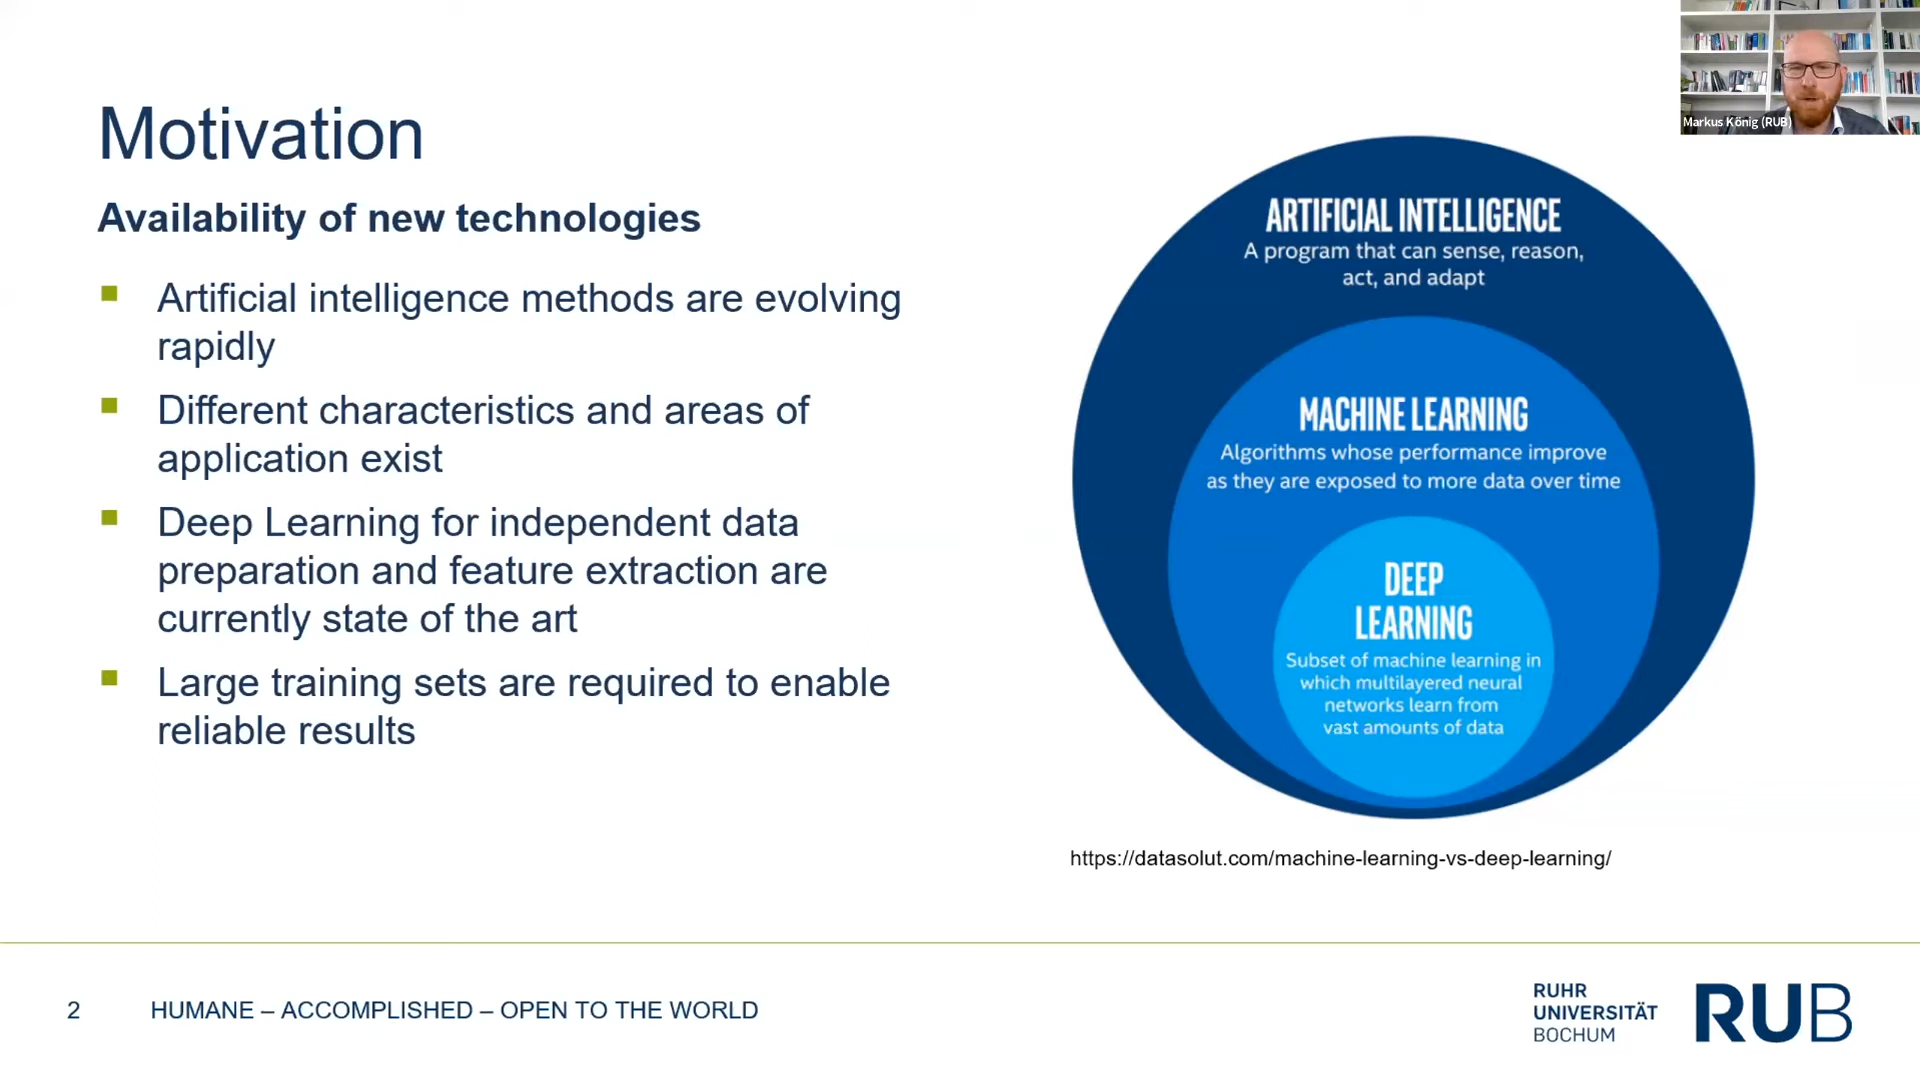 Markus König (RUB)
Motivation
Availability of new technologies
Artificial intelligence methods are evolving
rapidly
Different characteristics and areas of
application exist
Deep Learning for independent data
preparation and feature extraction are
currently state of the art
Large training sets are required to enable
reliable results
ARTIFICIAL INTELLIGENCE
A program that can sense, reason,
act, and adapt
MACHINE LEARNING
Algorithms whose performance improve
as they are exposed to more data over time
DEEP
LEARNING
Subset of machine learning in
which multilayered neural
networks learn from
vast amounts of data
https://datasolut.com/machine-learning-vs-deep-learning/
2
HUMANE – ACCOMPLISHED – OPEN TO THE WORLD
RUHR
UNIVERSITÄT
BOCHUM
RUB